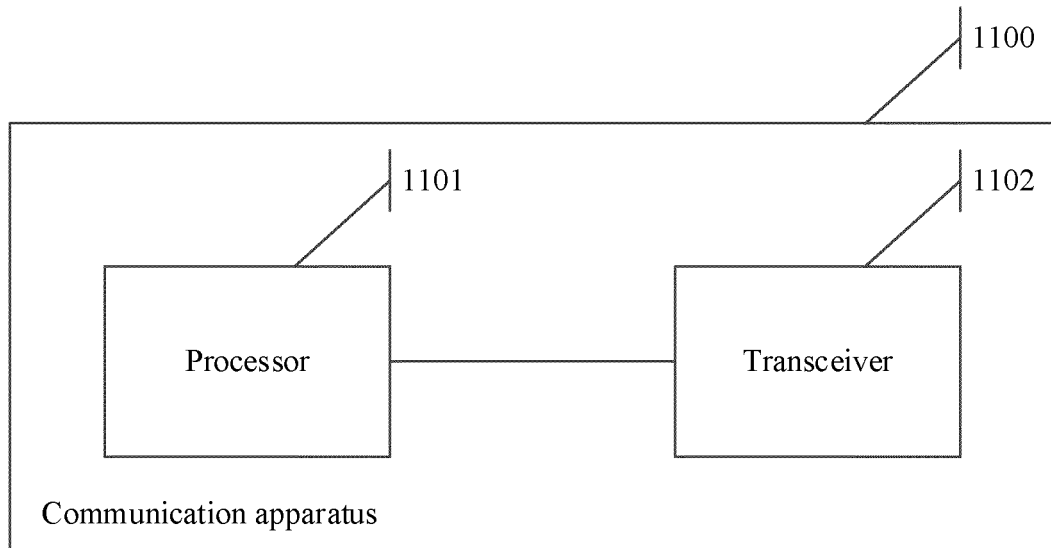 1100
1101
1102
Processor
Transceiver
Communication apparatus